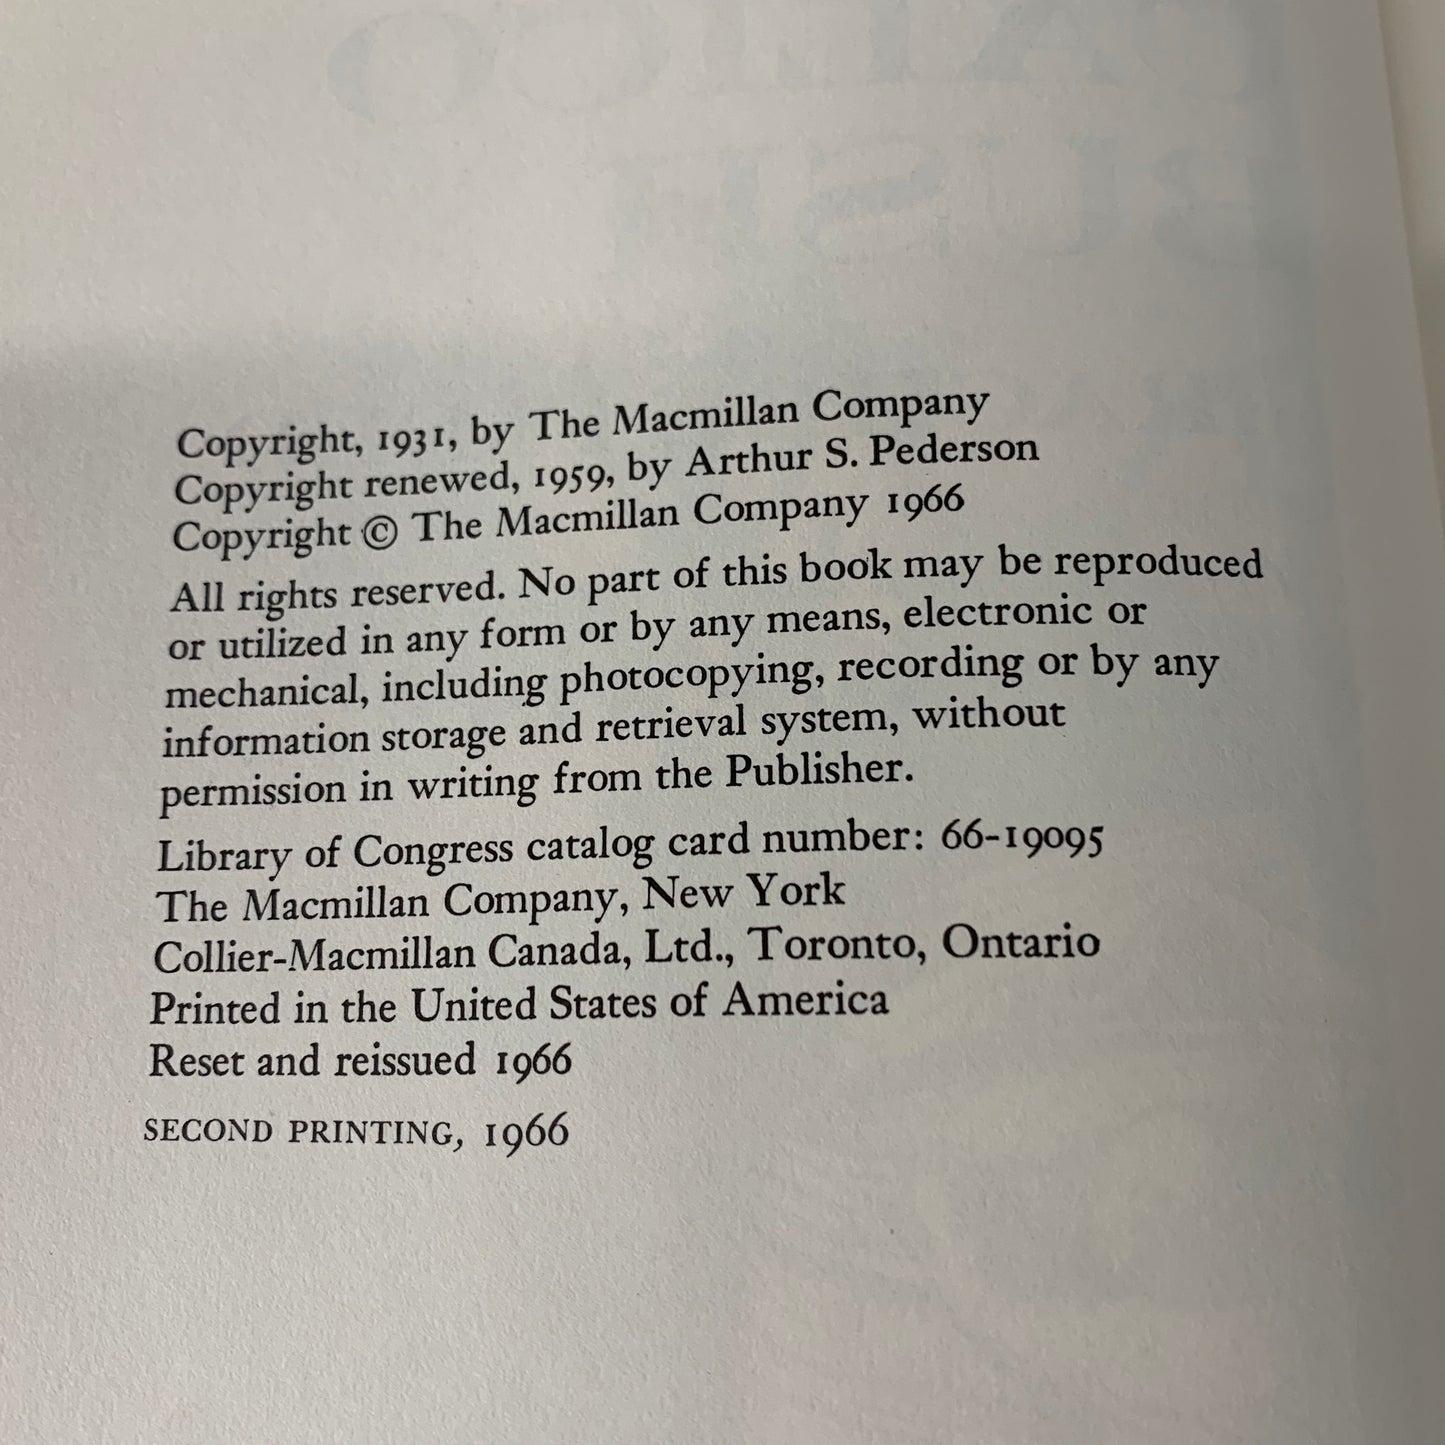 Copyright, 1931, by The Macmillan Company
Copyright renewed, 1959, by Arthur S. Pederson
Copyright © The Macmillan Company 1966
All rights reserved. No part of this book may be reproduced
or utilized in any form or by any means, electronic or
mechanical, including photocopying, recording or by any
information storage and retrieval system, without
permission in writing from the Publisher.
Library of Congress catalog card number: 66-19095
The Macmillan Company, New York
Collier-Macmillan Canada, Ltd., Toronto, Ontario
Printed in the United States of America
Reset and reissued 1966
SECOND PRINTING, 1966